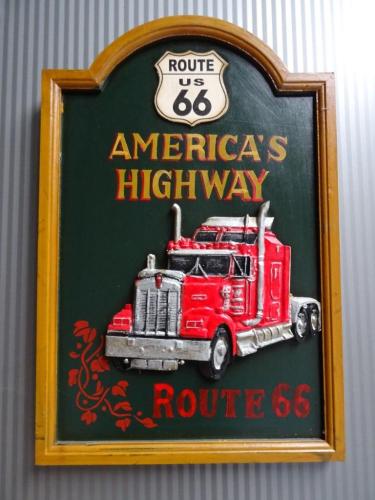 ROUTE
US
66
AMERICA'S
HIGHWAY
ROUTE 66